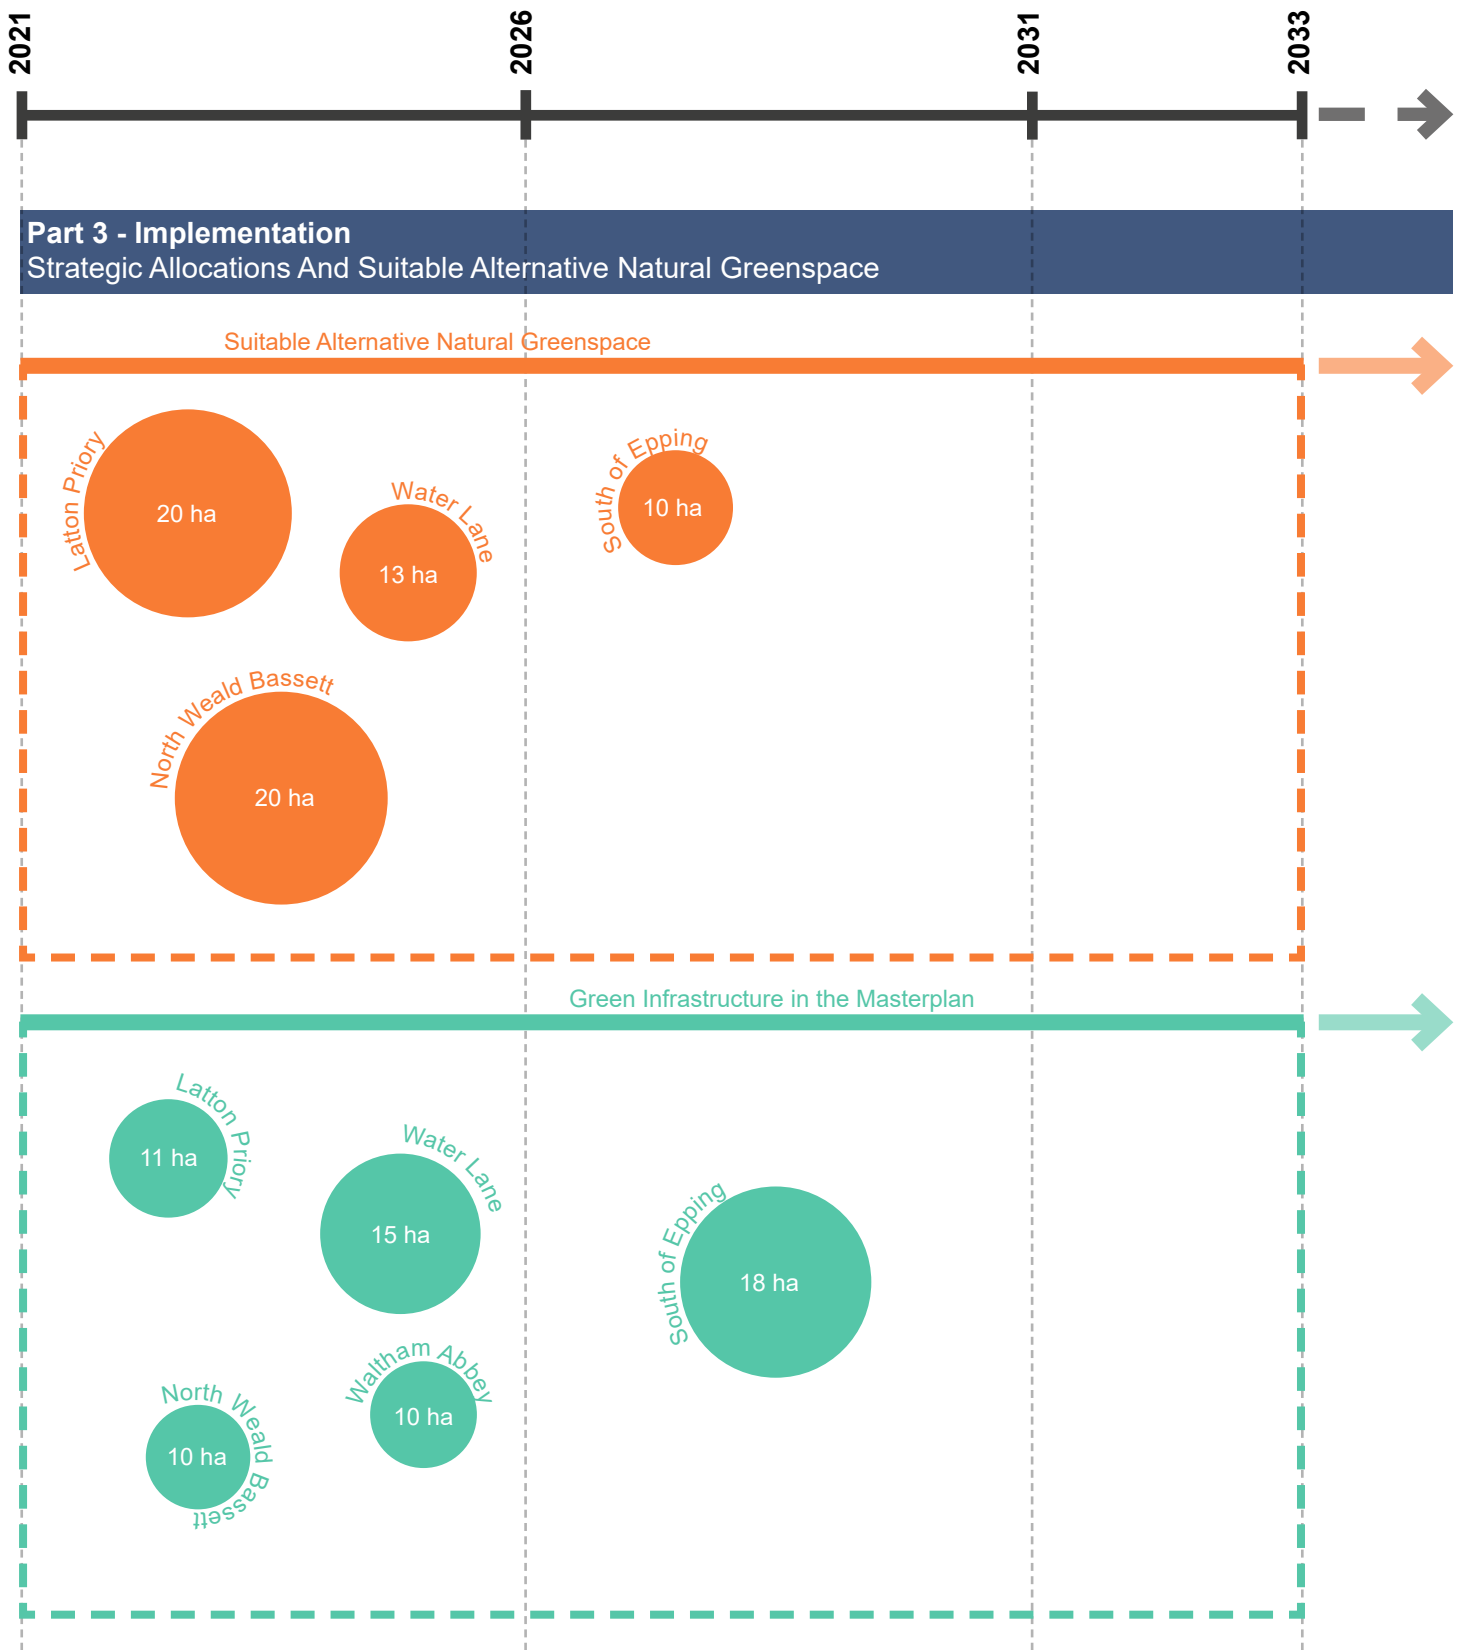 2021
2026
2031
2033
Part 3 - Implementation
Strategic Allocations And Suitable Alternative Natural Greenspace
Suitable Alternative Natural Greenspace
Latton Priory
20 ha
Water Lane
13 ha
South of Epping
10 ha
North Weald Bassett
20 ha
Green Infrastructure in the Masterplan
Latton Priory
11 ha
Water Lane
15 ha
South of Epping
18 ha
Waltham Abbey
10 ha
North Weald Bassett
10 ha